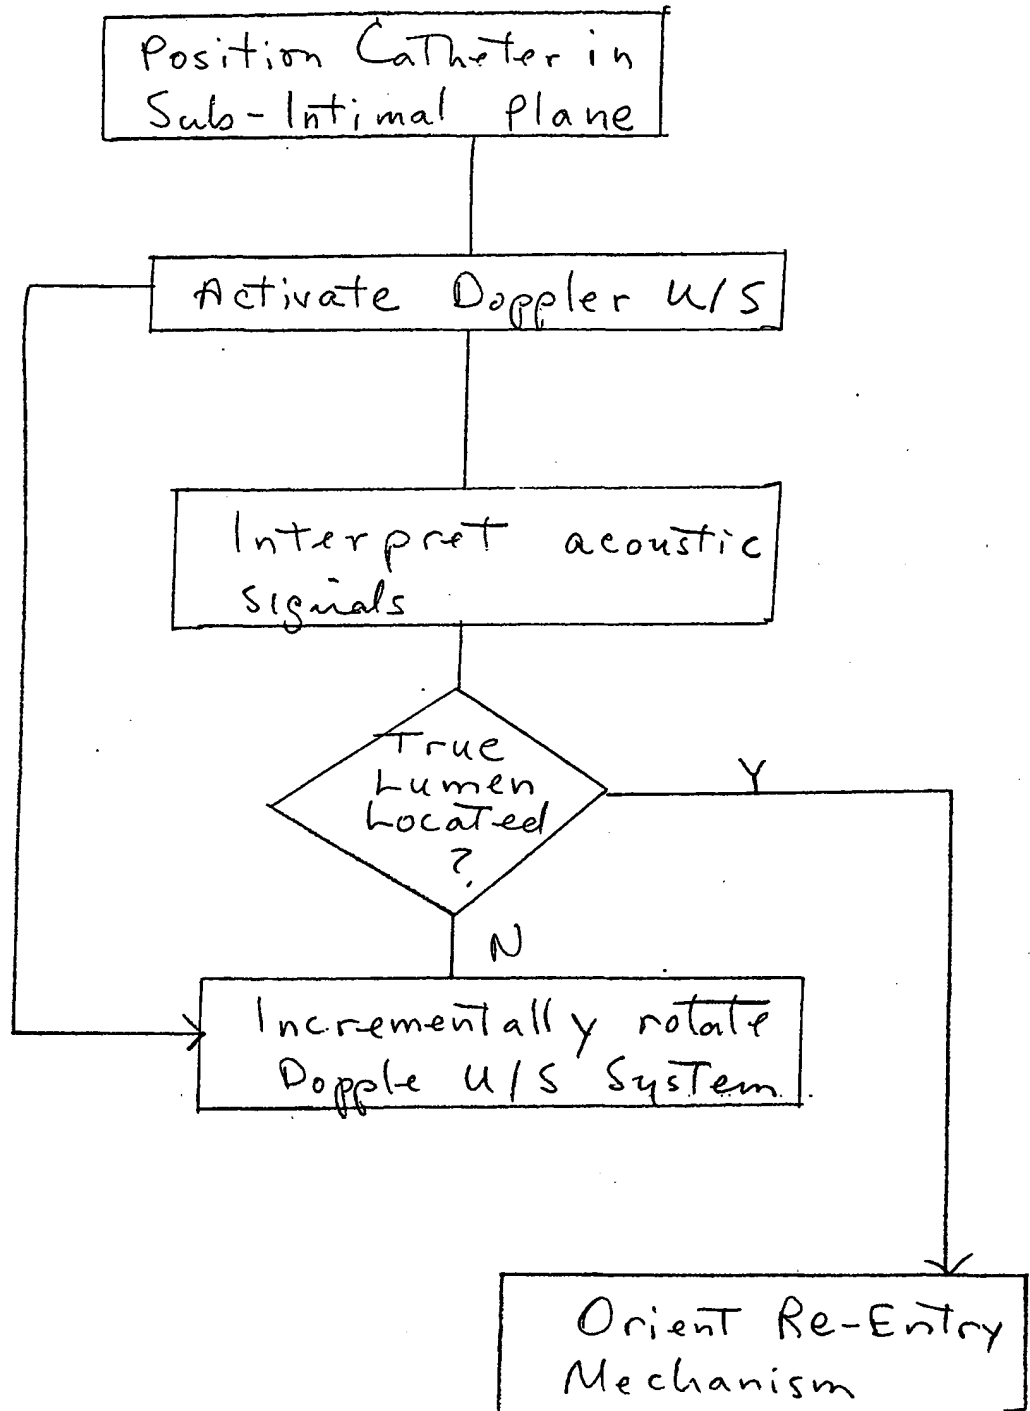 Position Catheter in
Sub-Intimal Plane
Activate Doppler U/S
Interpret acoustic
signals
True
Lumen
Located
?
Y
N
Incrementally rotate
Dopple U/S System
Orient Re-Entry
Mechanism